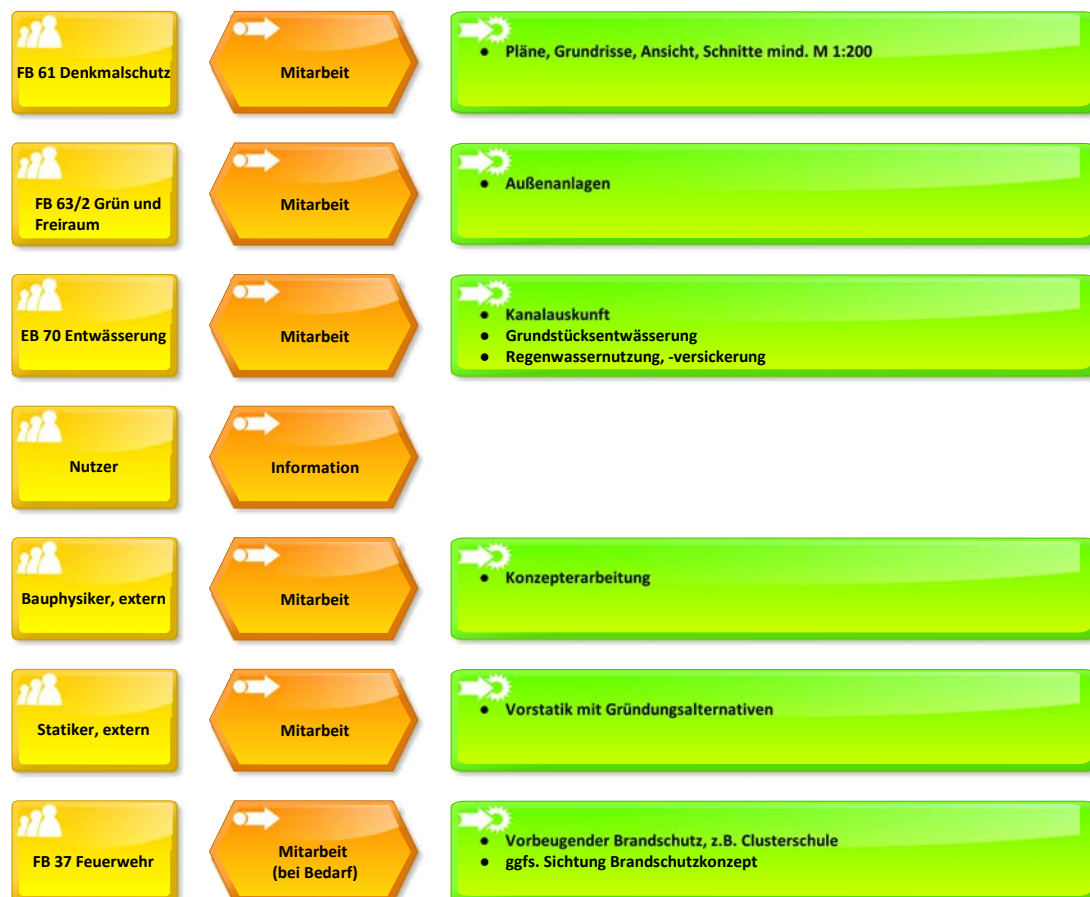 FB 61 Denkmalschutz
Mitarbeit
● Pläne, Grundrisse, Ansicht, Schnitte mind. M 1:200
FB 63/2 Grün und
Freiraum
Mitarbeit
● Außenanlagen
EB 70 Entwässerung
Mitarbeit
● Kanalauskunft
● Grundstücksentwässerung
● Regenwassernutzung, -versickerung
Nutzer
Information
Bauphysiker, extern
Mitarbeit
● Konzepterarbeitung
Statiker, extern
Mitarbeit
● Vorstatik mit Gründungsalternativen
FB 37 Feuerwehr
Mitarbeit
(bei Bedarf)
● Vorbeugender Brandschutz, z.B. Clusterschule
● ggfs. Sichtung Brandschutzkonzept